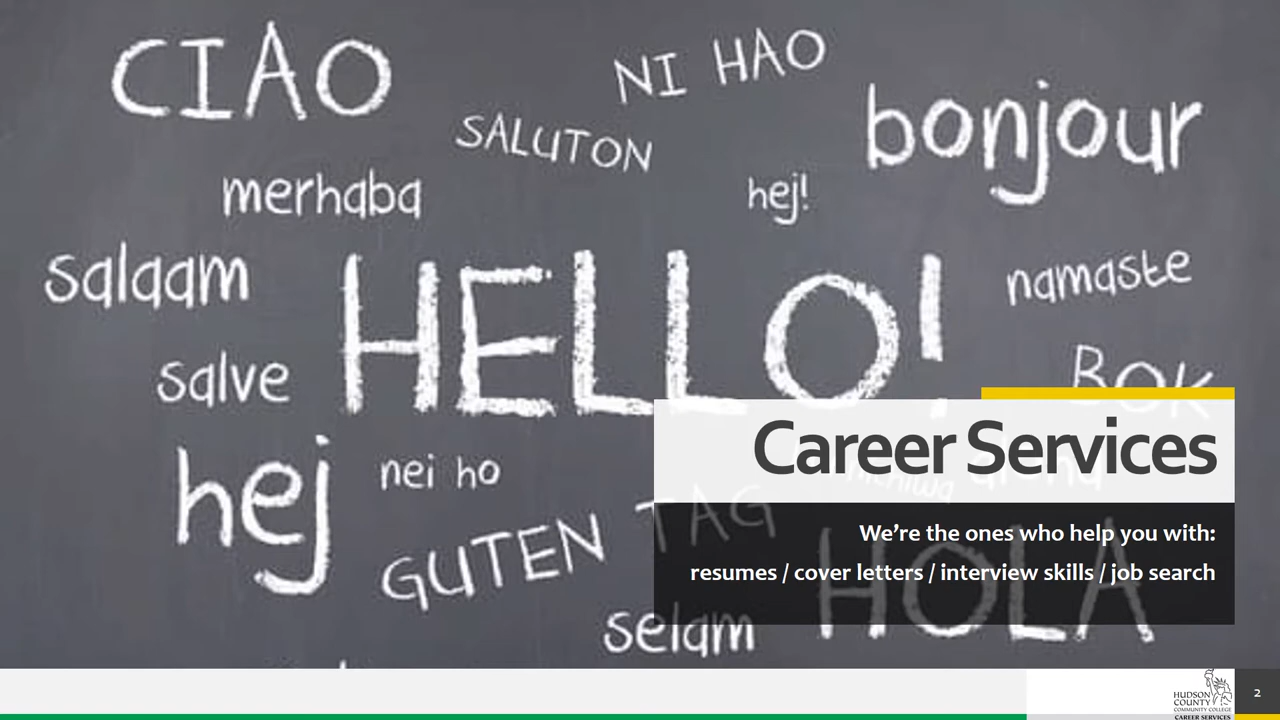 CIAO
NI HAO
bonjour
SALUTON
merhaba
hej!
salaam
HELLO!
namaste
salve
BOK
Career Services
hej
nei ho
GUTEN TAG
We're the ones who help you with:
resumes / cover letters / interview skills / job search
HOLA
selam
HUDSON
COUNTY
COMMUNITY COLLEGE
CAREER SERVICES
2